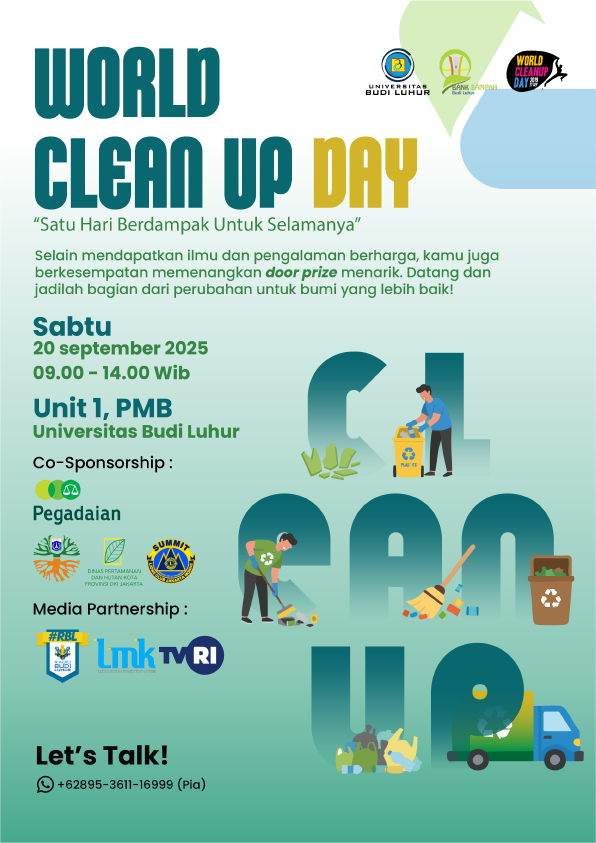 WORLD
CLEAN UP DAY
UNIVERSITAS
BUDI LUHUR
BANK SAMPAH
Budi Luhur
WORLD
CLEANUP
DAY
“Satu Hari Berdampak Untuk Selamanya”
Selain mendapatkan ilmu dan pengalaman berharga, kamu juga
berkesempatan memenangkan door prize menarik. Datang dan
jadilah bagian dari perubahan untuk bumi yang lebih baik!
Sabtu
20 september 2025
09.00 - 14.00 Wib
Unit 1, PMB
Universitas Budi Luhur
Co-Sponsorship :
Pegadaian
DINAS PERTAMANAN
DAN HUTAN KOTA
PROVINSI DKI JAKARTA
SUMMIT
Media Partnership :
#RBL
BUDI
LUHUR
lmk
TVRI
CL
EAN
UP
Let’s Talk!
+62895-3611-16999 (Pia)